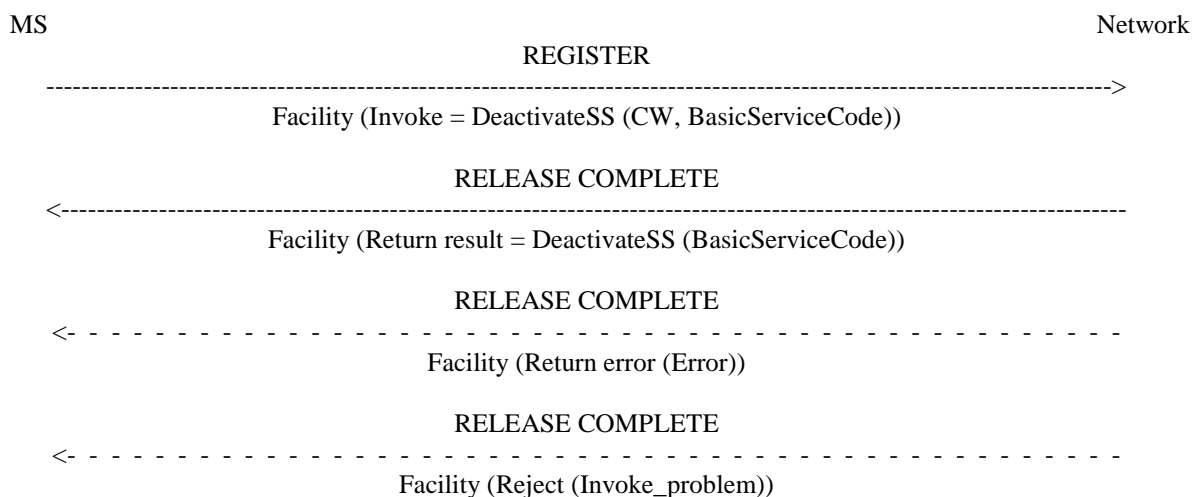 MS Network
REGISTER
Facility (Invoke = DeactivateSS (CW, BasicServiceCode))
RELEASE COMPLETE
Facility (Return result = DeactivateSS (BasicServiceCode))
RELEASE COMPLETE
Facility (Return error (Error))
RELEASE COMPLETE
Facility (Reject (Invoke_problem))